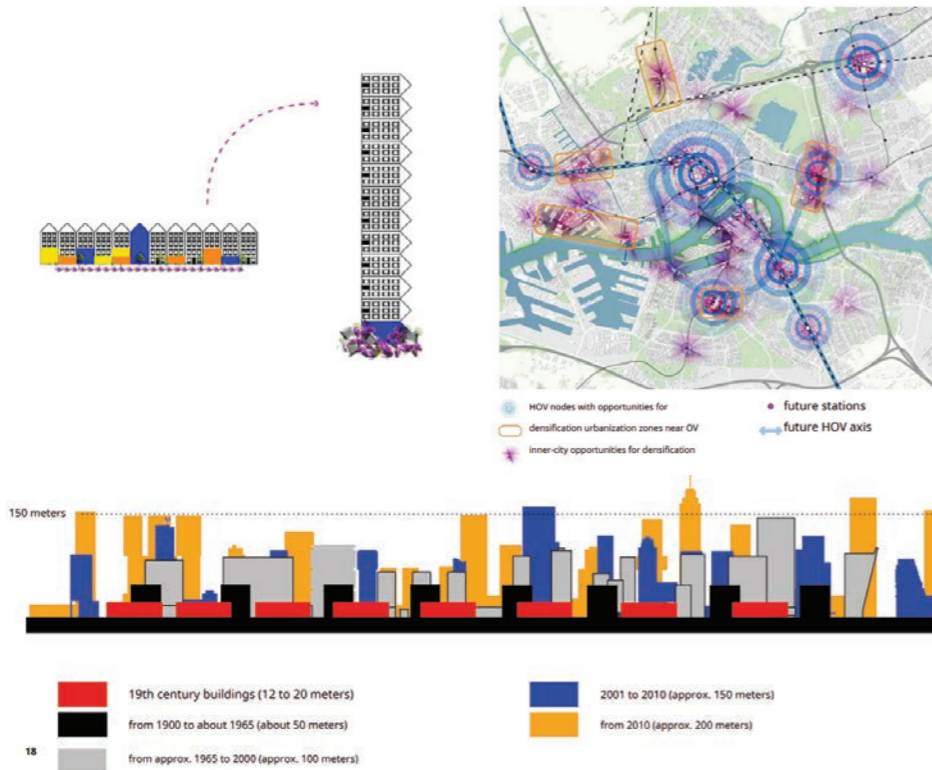 HOV nodes with opportunities for
densification urbanization zones near OV
inner-city opportunities for densification
future stations
future HOV axis
150 meters
19th century buildings (12 to 20 meters)
from 1900 to about 1965 (about 50 meters)
from approx. 1965 to 2000 (approx. 100 meters)
2001 to 2010 (approx. 150 meters)
from 2010 (approx. 200 meters)
18